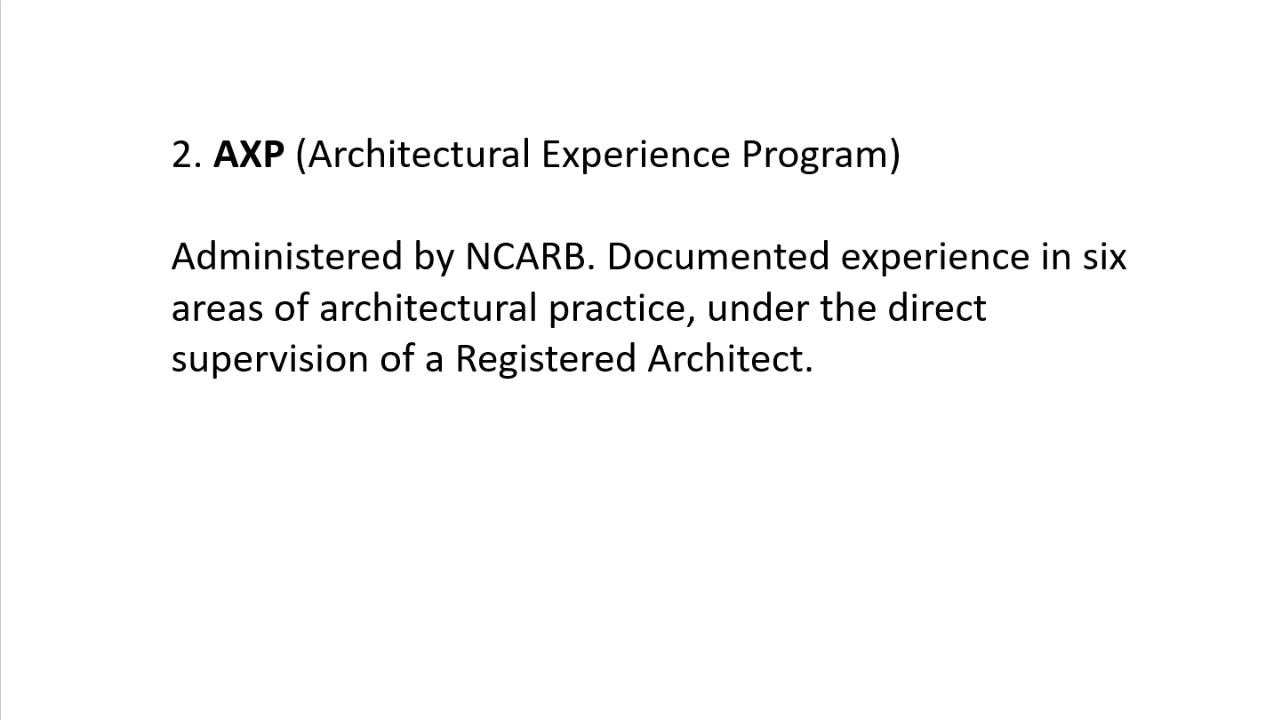 2. AXP (Architectural Experience Program)
Administered by NCARB. Documented experience in six
areas of architectural practice, under the direct
supervision of a Registered Architect.